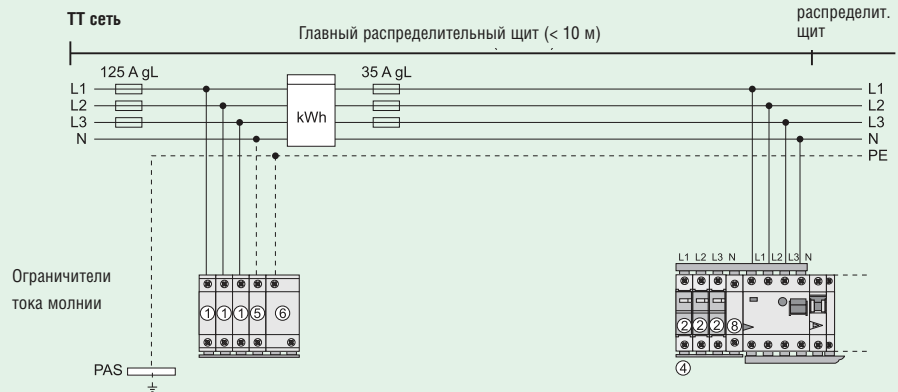 ТТ сеть
Главный распределительный щит (< 10 м)
распределит.
щит
125 A gL
35 A gL
L1
L1
L2
L2
L3
kWh
L3
N
N
PE
L1 L2 L3 N L1 L2 L3 N
Ограничители
тока молнии
1 1 1 5 6
2 2 2 8
PAS
4